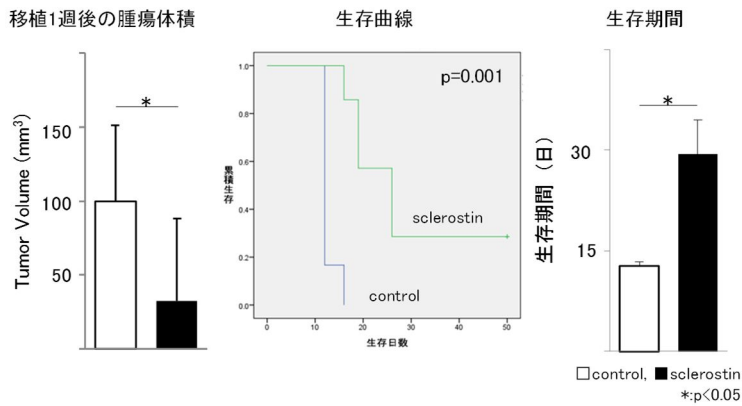 移植1週後の腫瘍体積
生存曲線
生存期間
Tumor Volume (mm³)
150
100
50
*
累積生存
1.0
0.8
0.6
0.4
0.2
0.0
p=0.001
sclerostin
control
0
10
20
30
40
50
生存日数
生存期間 (日)
30
15
*
□control, ■sclerostin
*:p<0.05